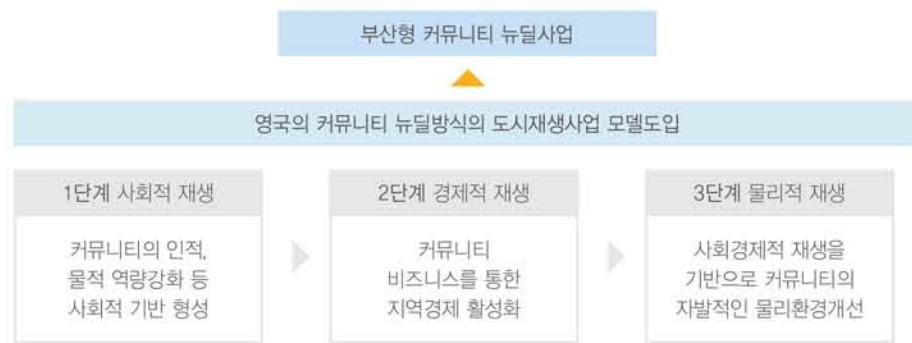 부산형 커뮤니티 뉴딜사업
영국의 커뮤니티 뉴딜방식의 도시재생사업 모델도입
1단계 사회적 재생
커뮤니티의 인적,
물적 역량강화 등
사회적 기반 형성
2단계 경제적 재생
커뮤니티
비즈니스를 통한
지역경제 활성화
3단계 물리적 재생
사회경제적 재생을
기반으로 커뮤니티의
자발적인 물리환경개선